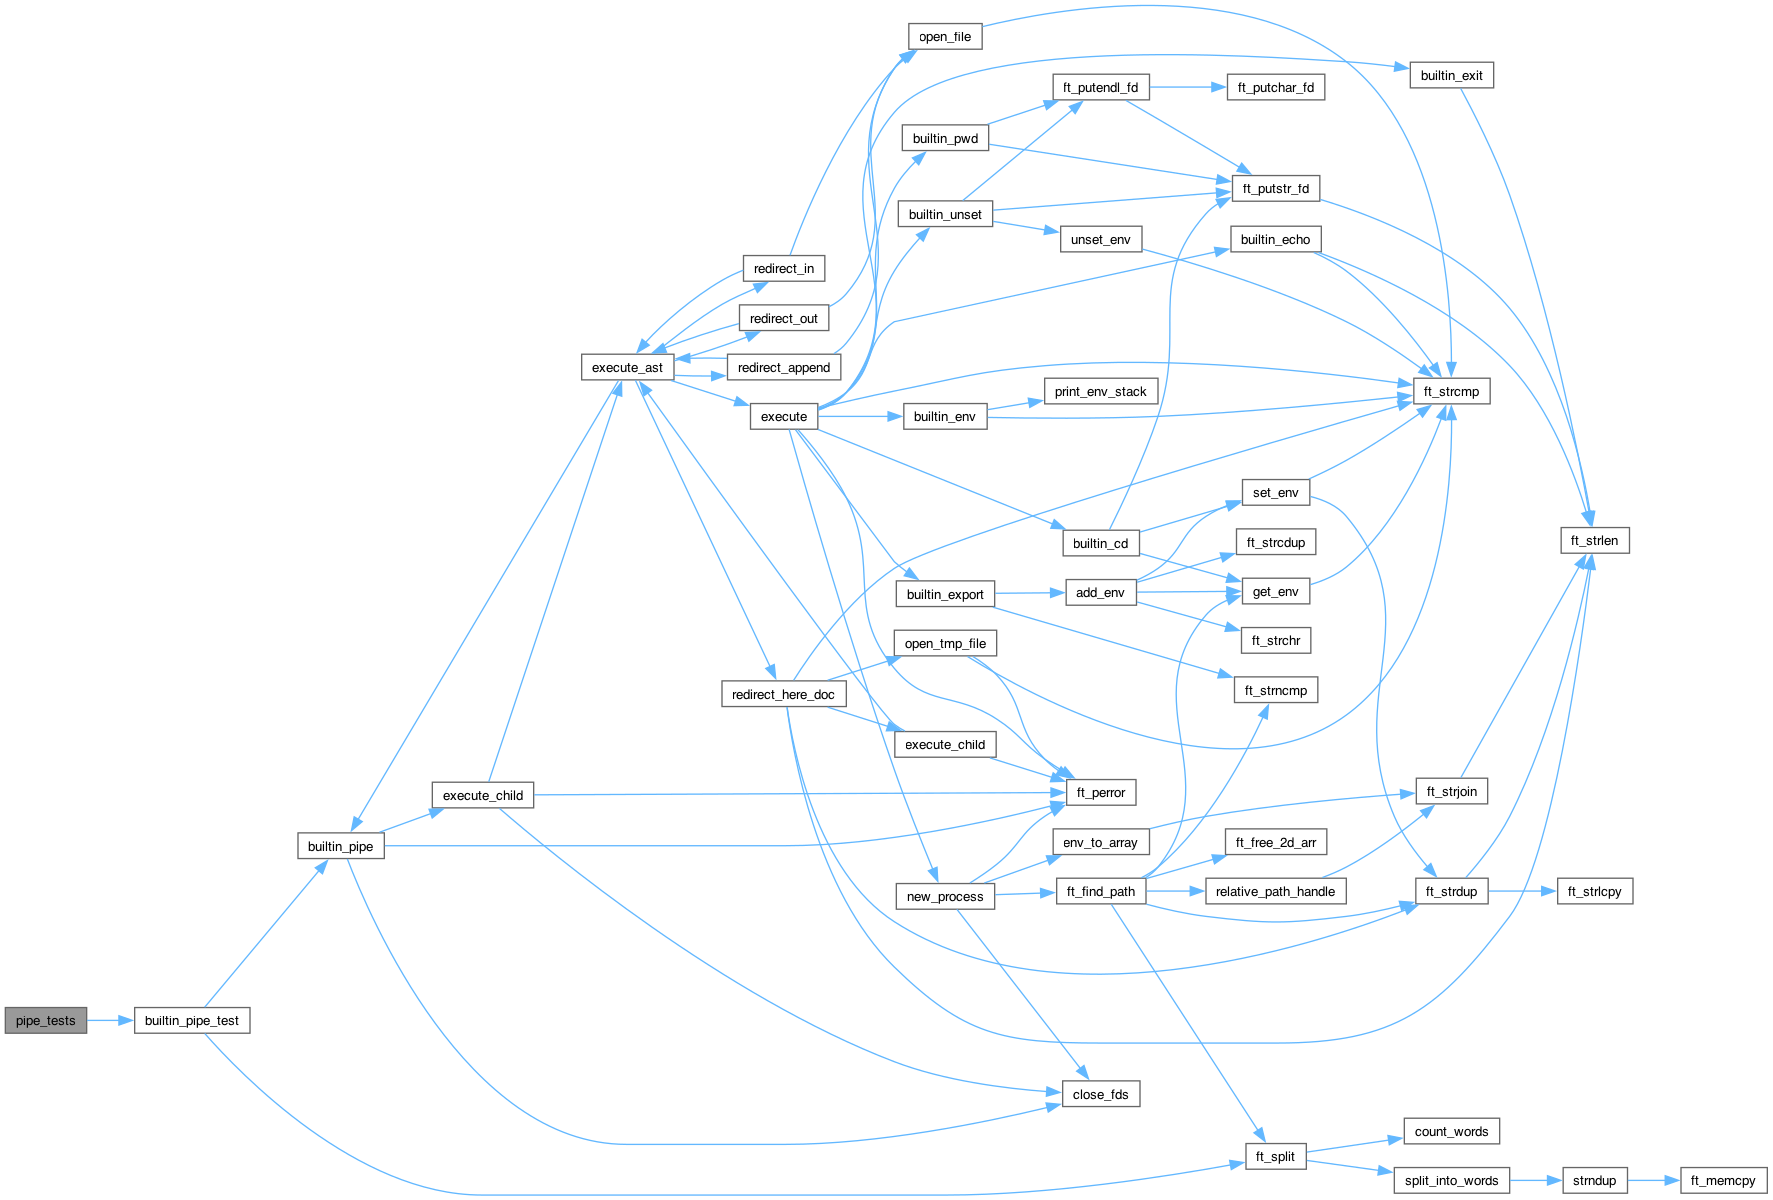 open_file
builtin_exit
ft_putendl_fd
ft_putchar_fd
builtin_pwd
ft_putstr_fd
builtin_unset
unset_env
builtin_echo
redirect_in
redirect_out
execute_ast
redirect_append
print_env_stack
ft_strcmp
execute
builtin_env
set_env
builtin_cd
ft_strcdup
ft_strlen
builtin_export
add_env
get_env
open_tmp_file
ft_strchr
redirect_here_doc
ft_strncmp
execute_child
execute_child
ft_perror
ft_strjoin
builtin_pipe
env_to_array
ft_free_2d_arr
new_process
ft_find_path
relative_path_handle
ft_strdup
ft_strlcpy
pipe_tests
builtin_pipe_test
close_fds
count_words
ft_split
split_into_words
strndup
ft_memcpy